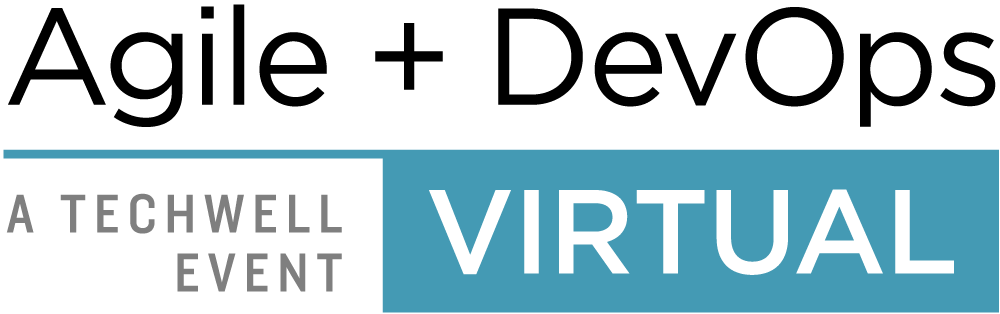 Agile + DevOps
A TECHWELL
EVENT
VIRTUAL